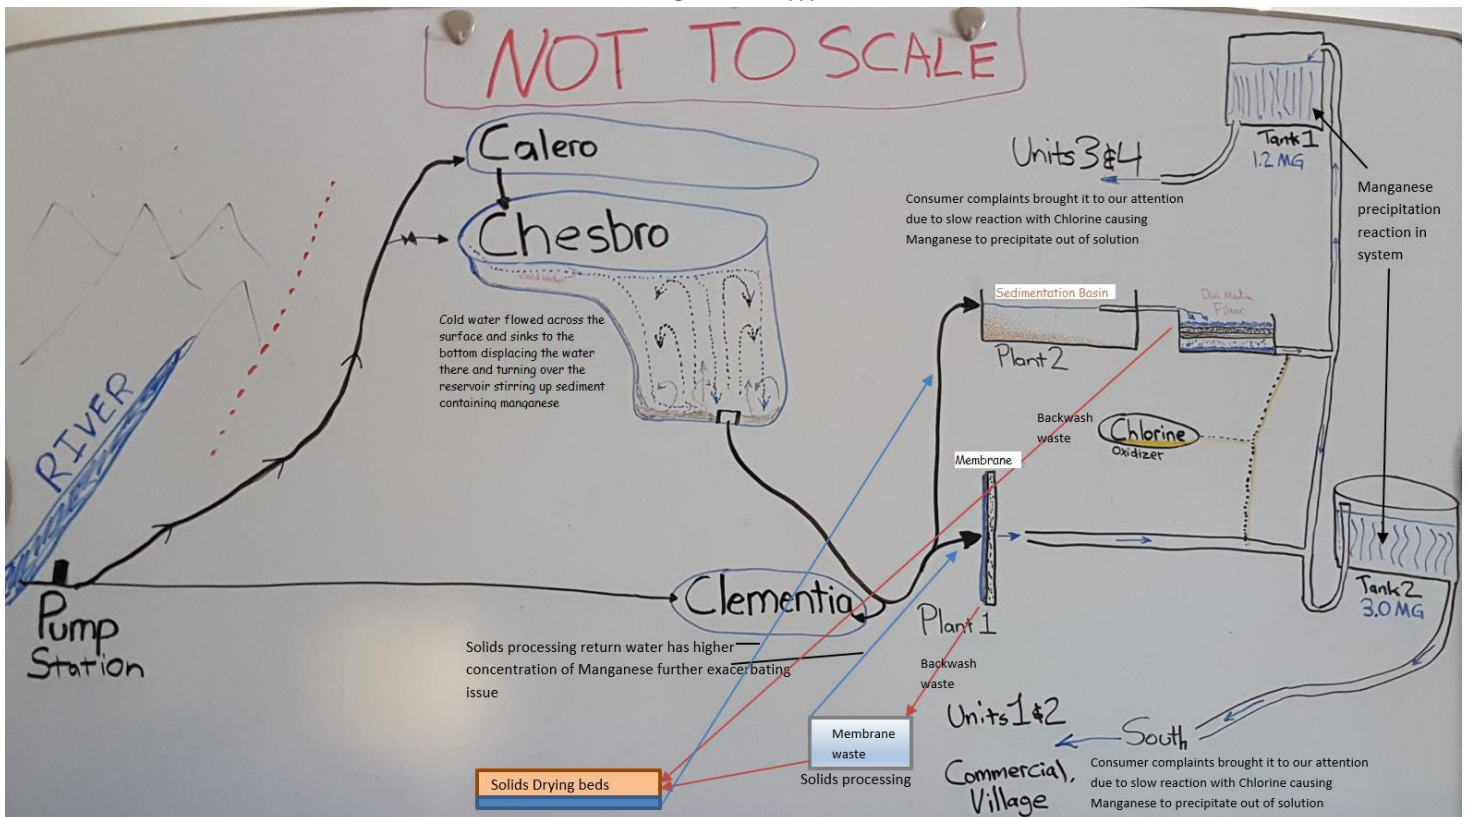 NOT TO SCALE
Calero
Chesbro
Cold water flowed across the
surface and sinks to the
bottom displacing the water
there and turning over the
reservoir stirring up sediment
containing manganese
RIVER
Pump
Station
Clementia
Solids processing return water has higher
concentration of Manganese further exacerbating
issue
Solids Drying beds
Membrane
waste
Solids processing
Backwash
waste
Plant 1
Membrane
Sedimentation Basin
Plant 2
Dual Media
Filter
Backwash
waste
Chlorine
Oxidizer
Units 3&4
Consumer complaints brought it to our attention
due to slow reaction with Chlorine causing
Manganese to precipitate out of solution
Tank 1
1.2 MG
Manganese
precipitation
reaction in
system
Tank 2
3.0 MG
Units 1&2
South
Commercial,
Village
Consumer complaints brought it to our attention
due to slow reaction with Chlorine causing
Manganese to precipitate out of solution